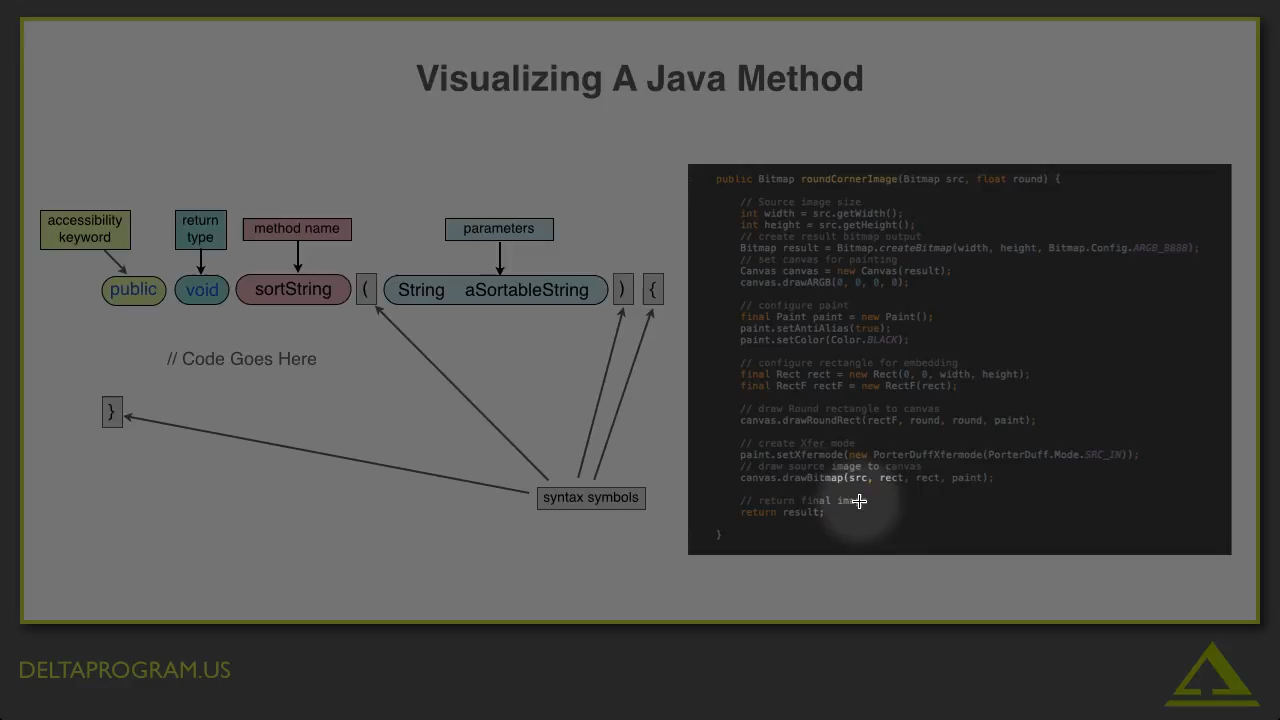 Visualizing A Java Method
accessibility
keyword
return
type
method name
parameters
public void sortString ( String aSortableString ) {
// Code Goes Here
}
syntax symbols
public Bitmap roundCornerImage(Bitmap src, float round) {
// Source image size
int width = src.getWidth();
int height = src.getHeight();
// create result bitmap output
Bitmap result = Bitmap.createBitmap(width, height, Bitmap.Config.ARGB_8888);
// set canvas for painting
Canvas canvas = new Canvas(result);
canvas.drawARGB(0, 0, 0, 0);
// configure paint
final Paint paint = new Paint();
paint.setAntiAlias(true);
paint.setColor(Color.BLACK);
// configure rectangle for embedding
final Rect rect = new Rect(0, 0, width, height);
final RectF rectF = new RectF(rect);
// draw Round rectangle to canvas
canvas.drawRoundRect(rectF, round, round, paint);
// create Xfer mode
paint.setXfermode(new PorterDuffXfermode(PorterDuff.Mode.SRC_IN));
// draw source image to canvas
canvas.drawBitmap(src, rect, rect, paint);
// return final
return result;
}
DELTAPROGRAM.US